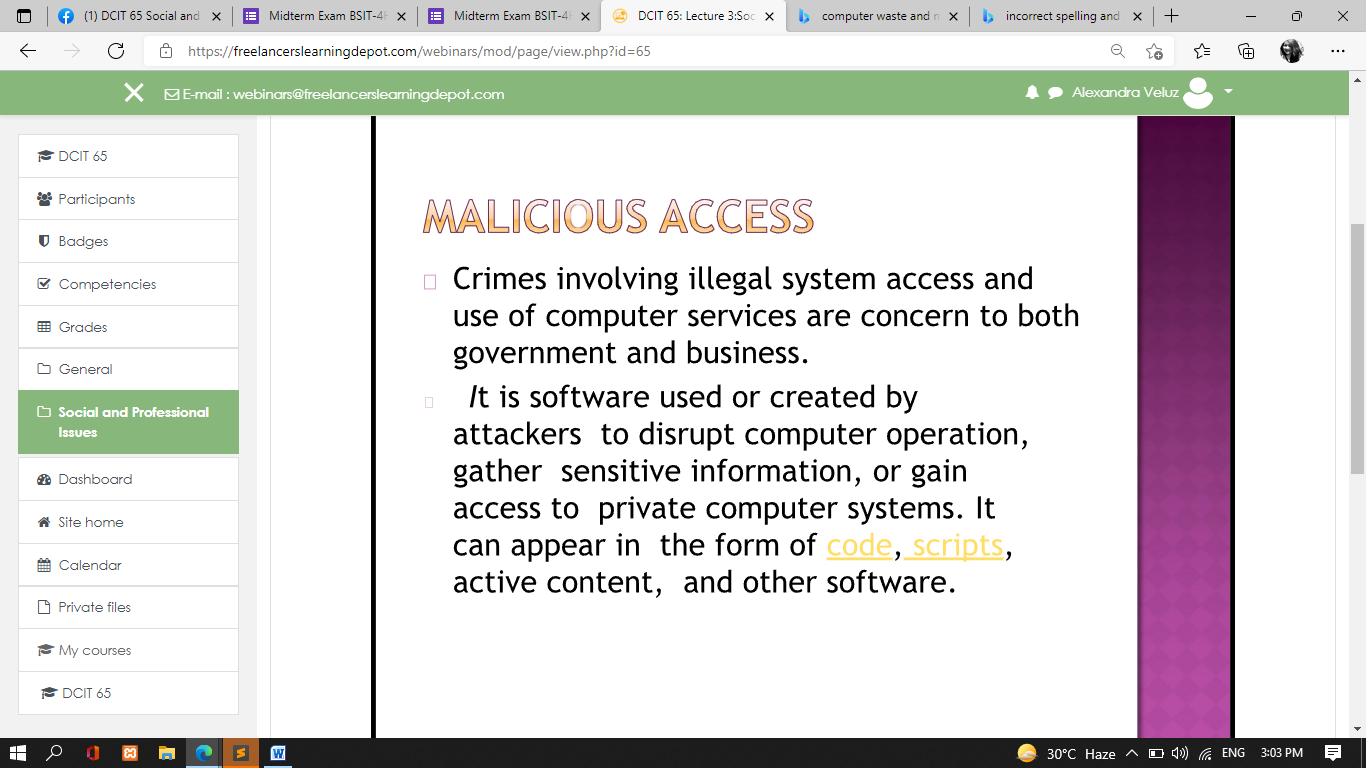 (1) DCIT 65 Social and
Midterm Exam BSIT-4
Midterm Exam BSIT-4
DCIT 65: Lecture 3:Soc
computer waste and m
incorrect spelling and
https://freelancerslearningdepot.com/webinars/mod/page/view.php?id=65
E-mail : webinars@freelancerslearningdepot.com
Alexandra Veluz
DCIT 65
Participants
Badges
Competencies
Grades
General
Social and Professional
Issues
Dashboard
Site home
Calendar
Private files
My courses
DCIT 65
MALICIOUS ACCESS
Crimes involving illegal system access and
use of computer services are concern to both
government and business.
It is software used or created by
attackers to disrupt computer operation,
gather sensitive information, or gain
access to private computer systems. It
can appear in the form of code, scripts,
active content, and other software.
30°C Haze
ENG
3:03 PM